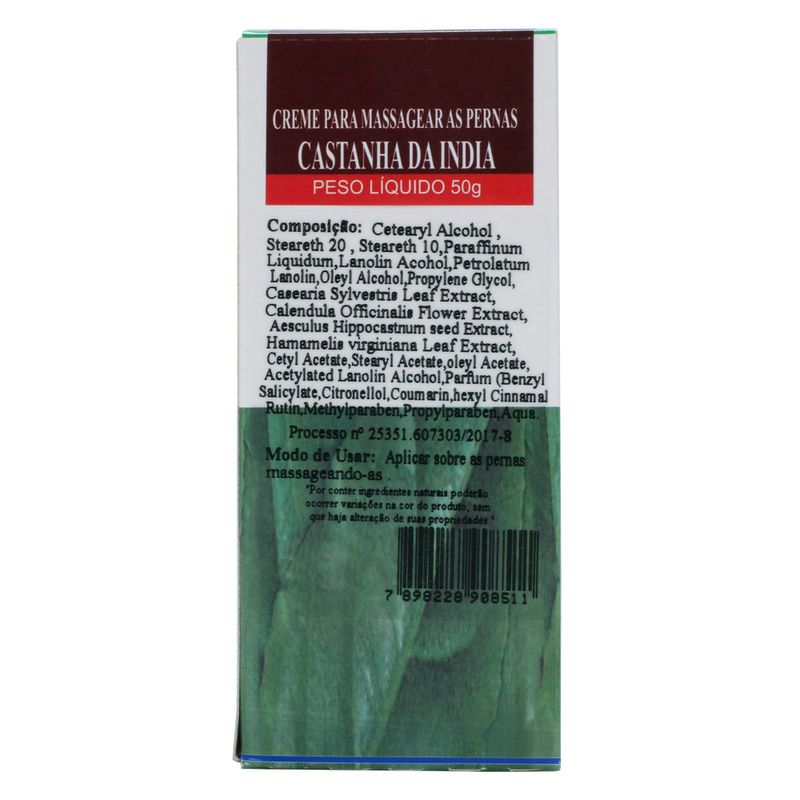 CREME PARA MASSAGEAR AS PERNAS
CASTANHA DA INDIA
PESO LÍQUIDO 50g
Composição: Cetearyl Alcohol ,
Steareth 20 , Steareth 10,Paraffinum
Liquidum,Lanolin Acohol,Petrolatum
Lanolin,Oleyl Alcohol,Propylene Glycol,
Casearia Sylvestris Leaf Extract,
Calendula Officinalis Flower Extract,
Aesculus Hippocastnum seed Extract,
Hamamelis virginiana Leaf Extract,
Cetyl Acetate,Stearyl Acetate,oleyl Acetate,
Acetylated Lanolin Alcohol,Parfum (Benzyl
Salicylate,Citronellol,Coumarin,hexyl Cinnamal
Rutin,Methylparaben,Propylparaben,Aqua.
Processo nº 25351.607303/2017-8
Modo de Usar: Aplicar sobre as pernas
massageando-as .
"Por conter ingredientes naturais poderão
ocorrer variações na cor do produto, sem
que haja alteração de suas propriedades."
7 898228 908511